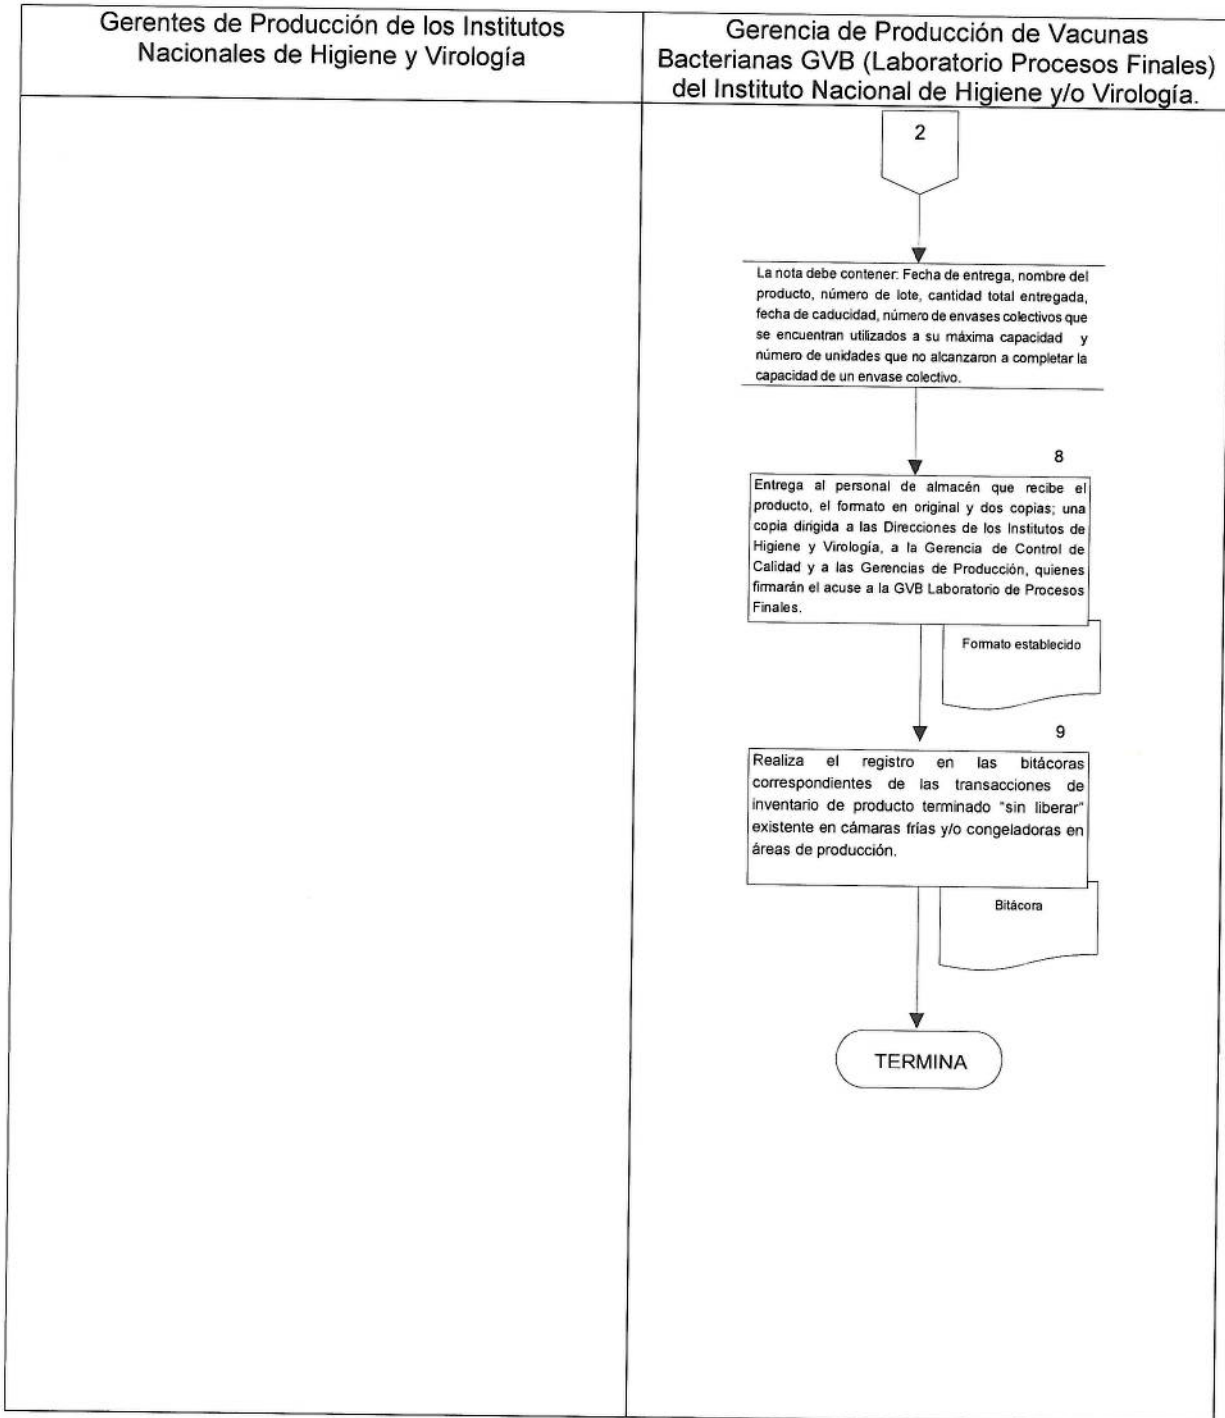 Gerentes de Producción de los Institutos
Nacionales de Higiene y Virología
Gerencia de Producción de Vacunas
Bacterianas GVB (Laboratorio Procesos Finales)
del Instituto Nacional de Higiene y/o Virología.
2
La nota debe contener: Fecha de entrega, nombre del
producto, número de lote, cantidad total entregada,
fecha de caducidad, número de envases colectivos que
se encuentran utilizados a su máxima capacidad y
número de unidades que no alcanzaron a completar la
capacidad de un envase colectivo.
8
Entrega al personal de almacén que recibe el
producto, el formato en original y dos copias; una
copia dirigida a las Direcciones de los Institutos de
Higiene y Virología, a la Gerencia de Control de
Calidad y a las Gerencias de Producción, quienes
firmarán el acuse a la GVB Laboratorio de Procesos
Finales.
Formato establecido
9
Realiza el registro en las bitácoras
correspondientes de las transacciones de
inventario de producto terminado "sin liberar"
existente en cámaras frías y/o congeladoras en
áreas de producción.
Bitácora
TERMINA